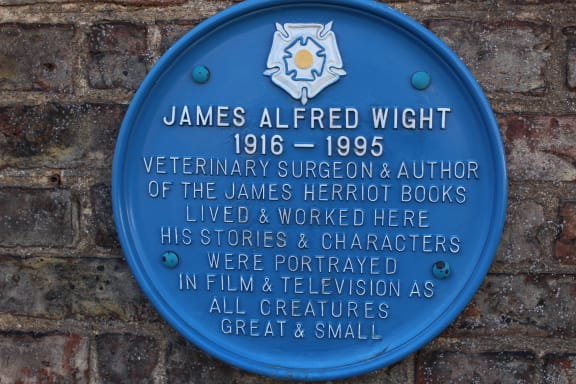 JAMES ALFRED WIGHT
1916 – 1995
VETERINARY SURGEON & AUTHOR
OF THE JAMES HERRIOT BOOKS
LIVED & WORKED HERE
HIS STORIES & CHARACTERS
WERE PORTRAYED
IN FILM & TELEVISION AS
ALL CREATURES
GREAT & SMALL